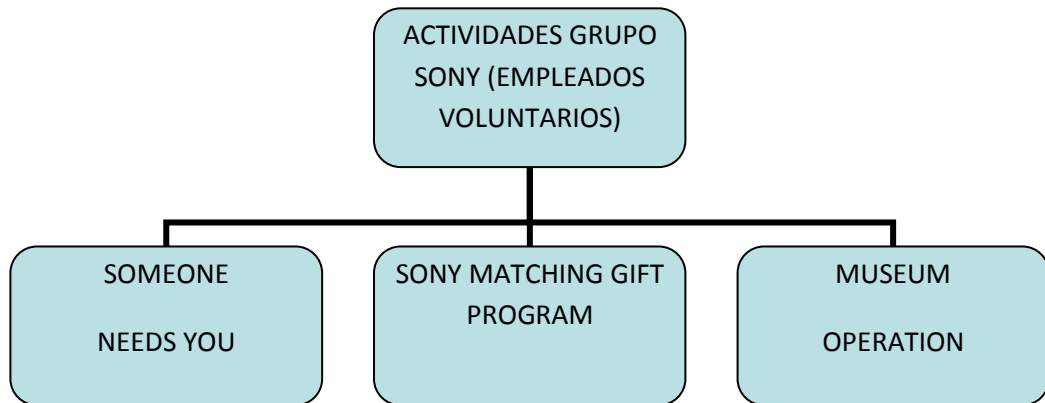 ACTIVIDADES GRUPO
SONY (EMPLEADOS
VOLUNTARIOS)
SOMEONE
NEEDS YOU
SONY MATCHING GIFT
PROGRAM
MUSEUM
OPERATION